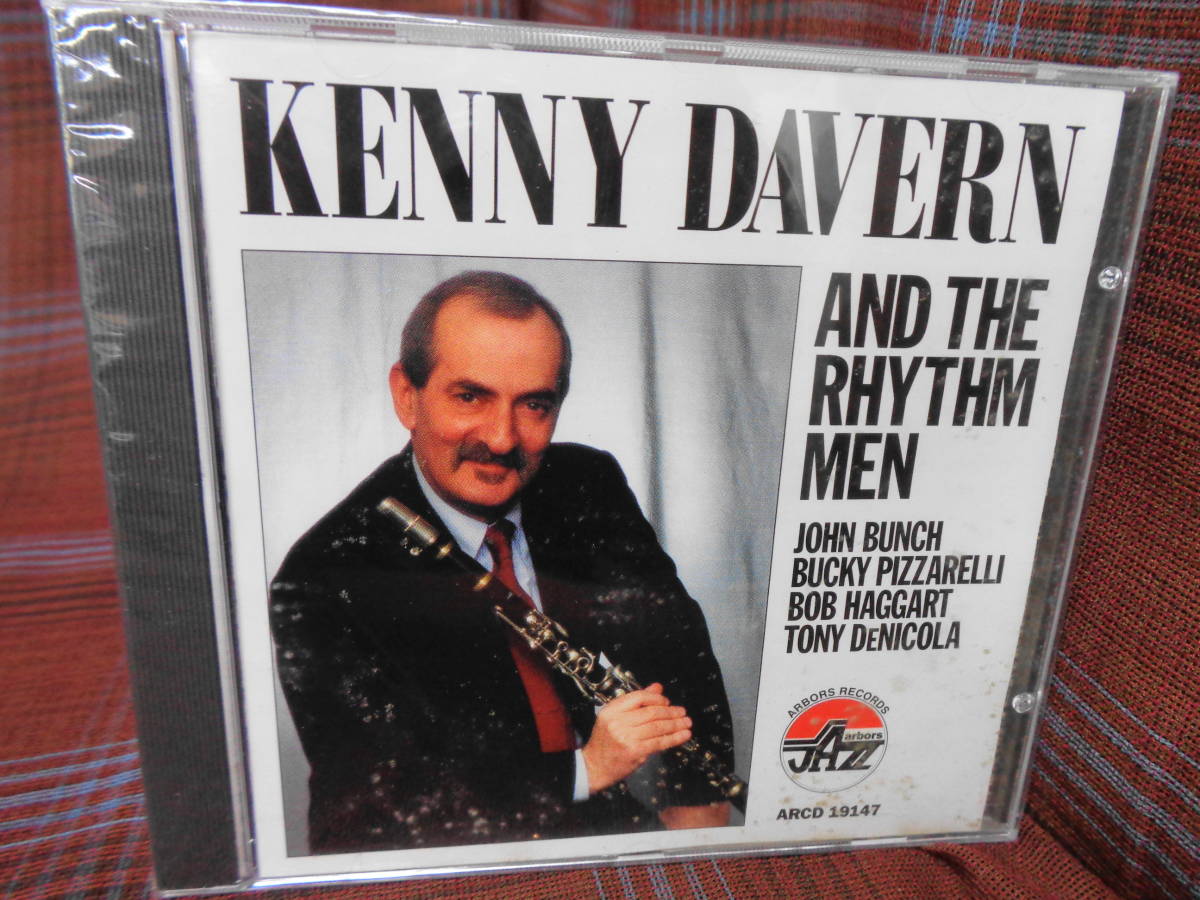 KENNY DAVERN
AND THE
RHYTHM
MEN
JOHN BUNCH
BUCKY PIZZARELLI
BOB HAGGART
TONY DENICOLA
ARBORS RECORDS
arbors
JAZZ
ARCD 19147